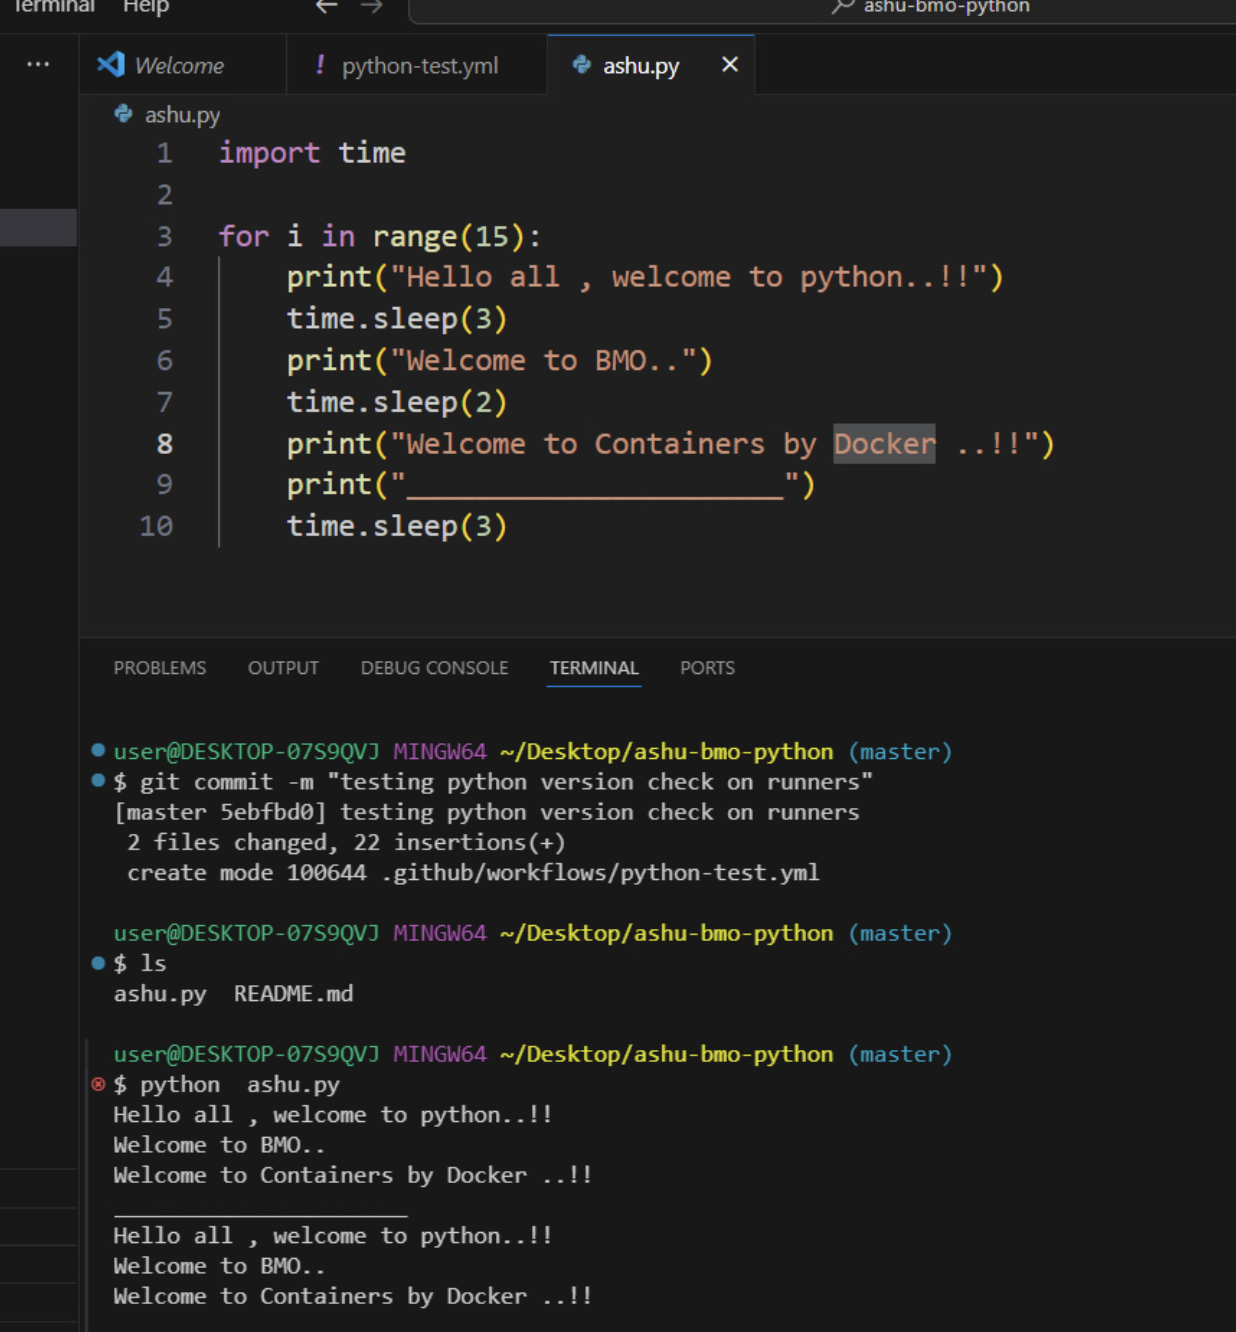 Terminal Help ← → ashu-bmo-python
... Welcome ! python-test.yml ashu.py ×
ashu.py
1 import time
2
3 for i in range(15):
4     print("Hello all , welcome to python..!!")
5     time.sleep(3)
6     print("Welcome to BMO..")
7     time.sleep(2)
8     print("Welcome to Containers by Docker ..!!")
9     print("______________________")
10     time.sleep(3)
PROBLEMS OUTPUT DEBUG CONSOLE TERMINAL PORTS
user@DESKTOP-07S9QVJ MINGW64 ~/Desktop/ashu-bmo-python (master)
$ git commit -m "testing python version check on runners"
[master 5ebfbd0] testing python version check on runners
 2 files changed, 22 insertions(+)
 create mode 100644 .github/workflows/python-test.yml
user@DESKTOP-07S9QVJ MINGW64 ~/Desktop/ashu-bmo-python (master)
$ ls
ashu.py  README.md
user@DESKTOP-07S9QVJ MINGW64 ~/Desktop/ashu-bmo-python (master)
$ python  ashu.py
Hello all , welcome to python..!!
Welcome to BMO..
Welcome to Containers by Docker ..!!
______________________
Hello all , welcome to python..!!
Welcome to BMO..
Welcome to Containers by Docker ..!!